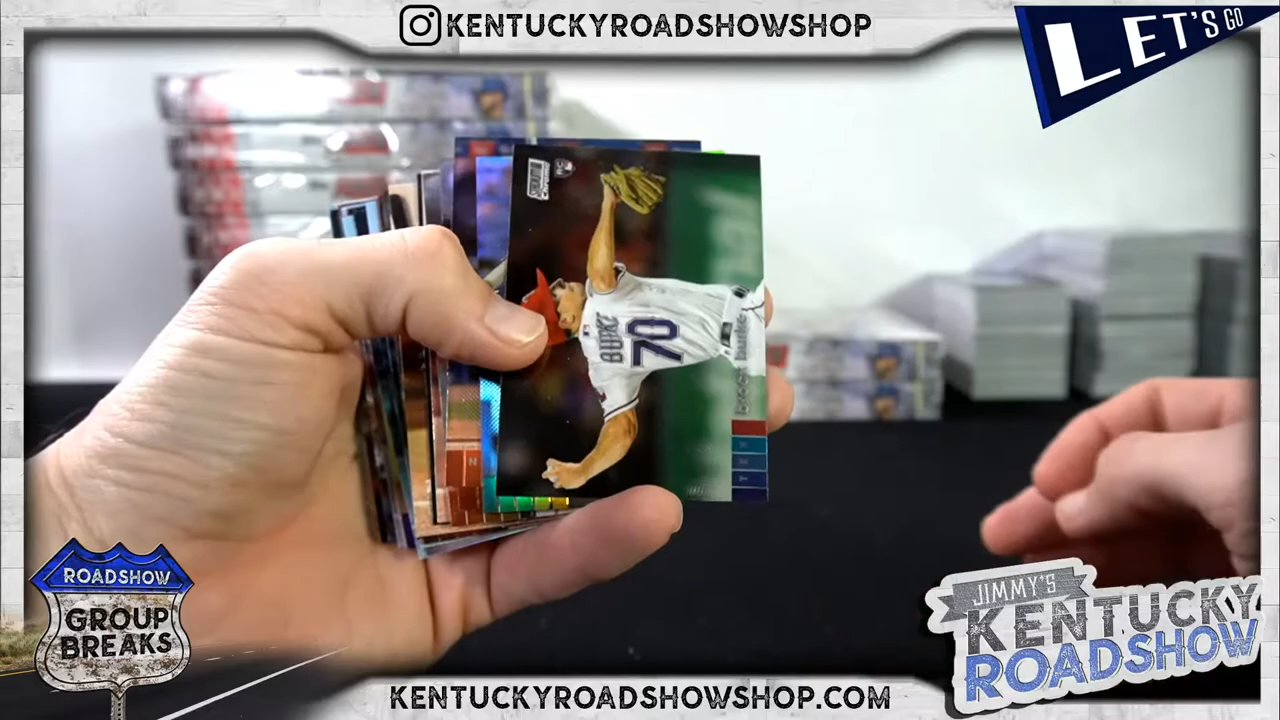 KENTUCKYROADSHOWSHOP
LET'S GO
BURKE
70
N
ROADSHOW
GROUP
BREAKS
JIMMY'S
KENTUCKY
ROADSHOW
KENTUCKYROADSHOWSHOP.COM